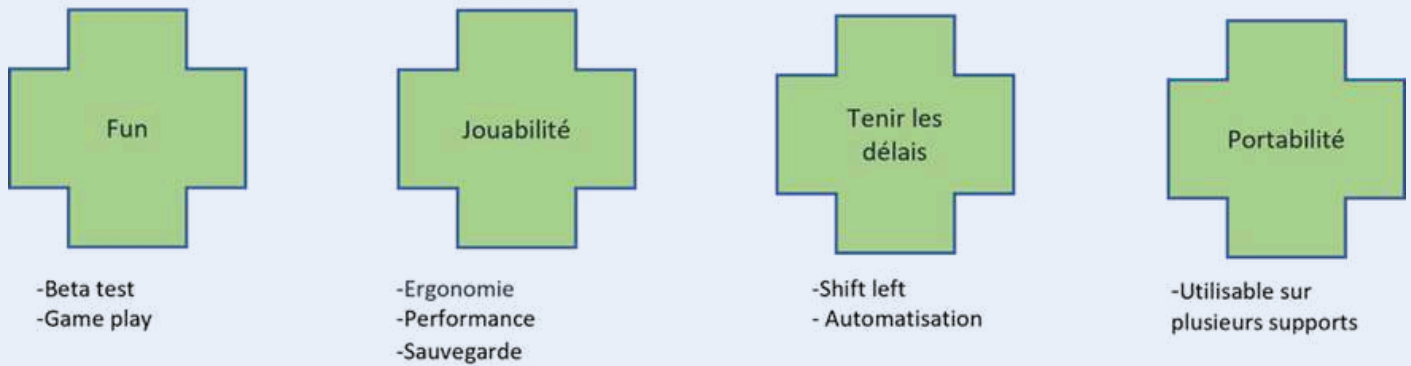 Fun
Jouabilité
Tenir les
délais
Portabilité
-Beta test
-Game play
-Ergonomie
-Performance
-Sauvegarde
-Shift left
- Automatisation
-Utilisable sur
plusieurs supports